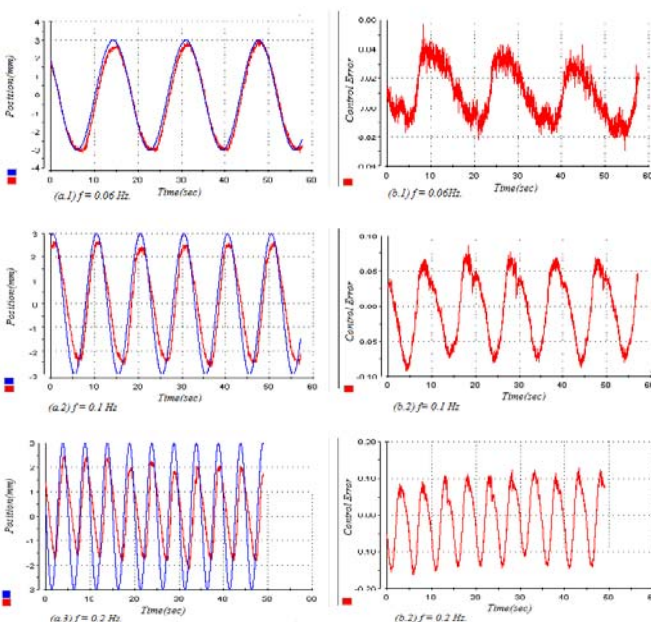 Position(mm)
4
3
2
1
0
-1
-2
-3
-4
0 10 20 30 40 50 60
Time(sec)
(a.1) f = 0.06 Hz.
Control Error
0.00
0.04
0.02
0.00
0.02
0.04
0 10 20 30 40 50 60
Time(sec)
(b.1) f = 0.06Hz.
Position(mm)
3
2
1
0
-1
-2
-3
0 10 20 30 40 50 60
Time(sec)
(a.2) f = 0.1 Hz
Control Error
0.10
0.05
0.00
-0.05
-0.10
0 10 20 30 40 50 60
Time(sec)
(b.2) f = 0.1 Hz
Position(mm)
3
2
1
0
1
2
3
0 10 20 30 40 50
Time(sec)
(a.3) f = 0.2 Hz
Control Error
0.20
0.10
0.00
0.10
-0.20
0 10 20 30 40 50
Time(sec)
(b.2) f = 0.2 Hz.